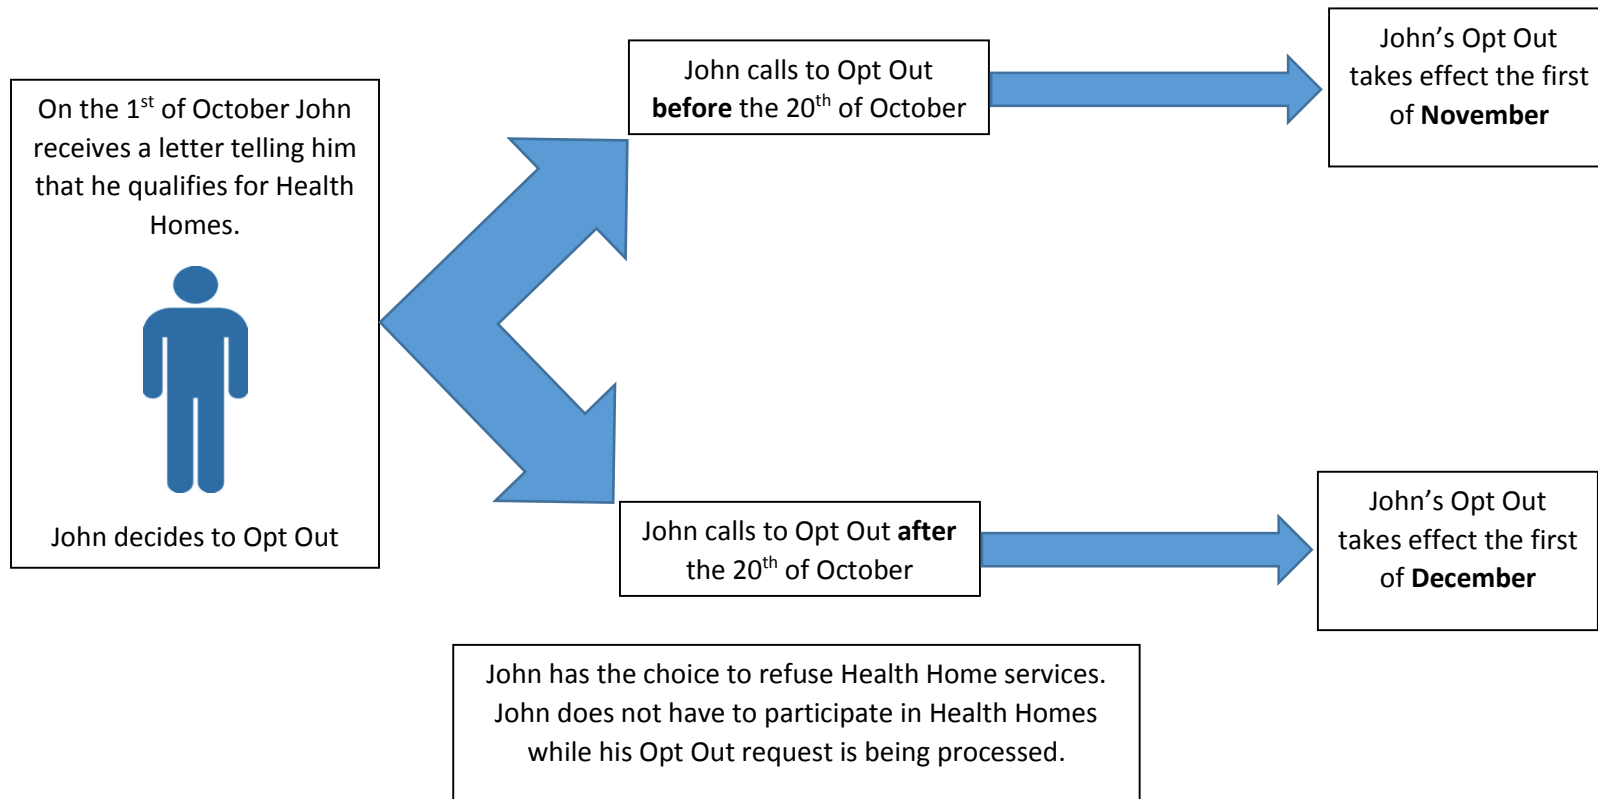 On the 1st of October John
receives a letter telling him
that he qualifies for Health
Homes.
John decides to Opt Out
John calls to Opt Out
before the 20th of October
John’s Opt Out
takes effect the first
of November
John calls to Opt Out after
the 20th of October
John’s Opt Out
takes effect the first
of December
John has the choice to refuse Health Home services.
John does not have to participate in Health Homes
while his Opt Out request is being processed.